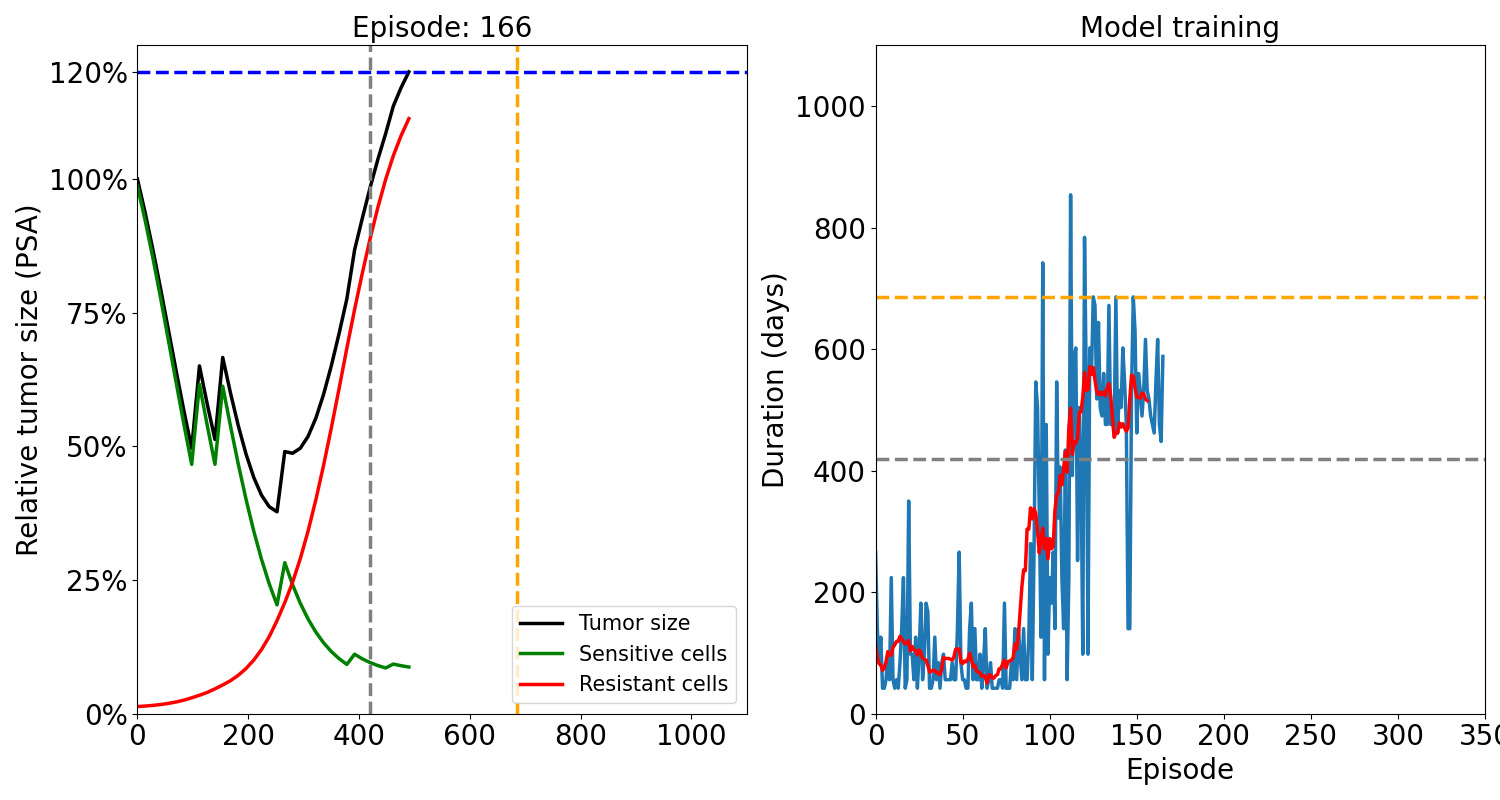 Episode: 166
Relative tumor size (PSA)
120%
100%
75%
50%
25%
0%
0 200 400 600 800 1000
Tumor size
Sensitive cells
Resistant cells
Model training
Duration (days)
1000
800
600
400
200
0
0 50 100 150 200 250 300 350
Episode